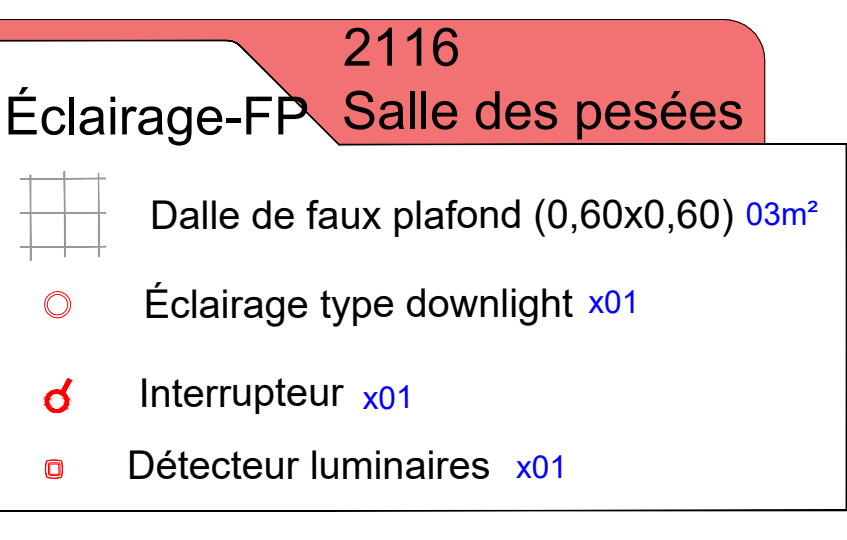 2116
Éclairage-FP Salle des pesées
Dalle de faux plafond (0,60x0,60) 03m²
Éclairage type downlight x01
Interrupteur x01
Détecteur luminaires x01